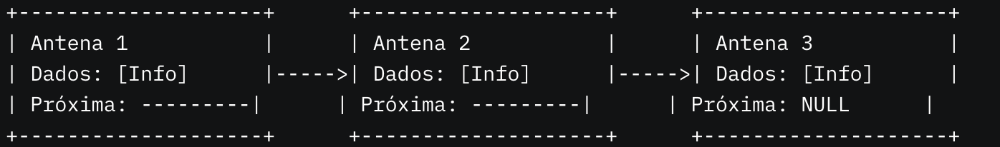 +--------------------+      +--------------------+      +--------------------+
| Antena 1           |      | Antena 2           |      | Antena 3           |
| Dados: [Info]      |----->| Dados: [Info]      |----->| Dados: [Info]      |
| Próxima: ---------|      | Próxima: ---------|      | Próxima: NULL      |
+--------------------+      +--------------------+      +--------------------+